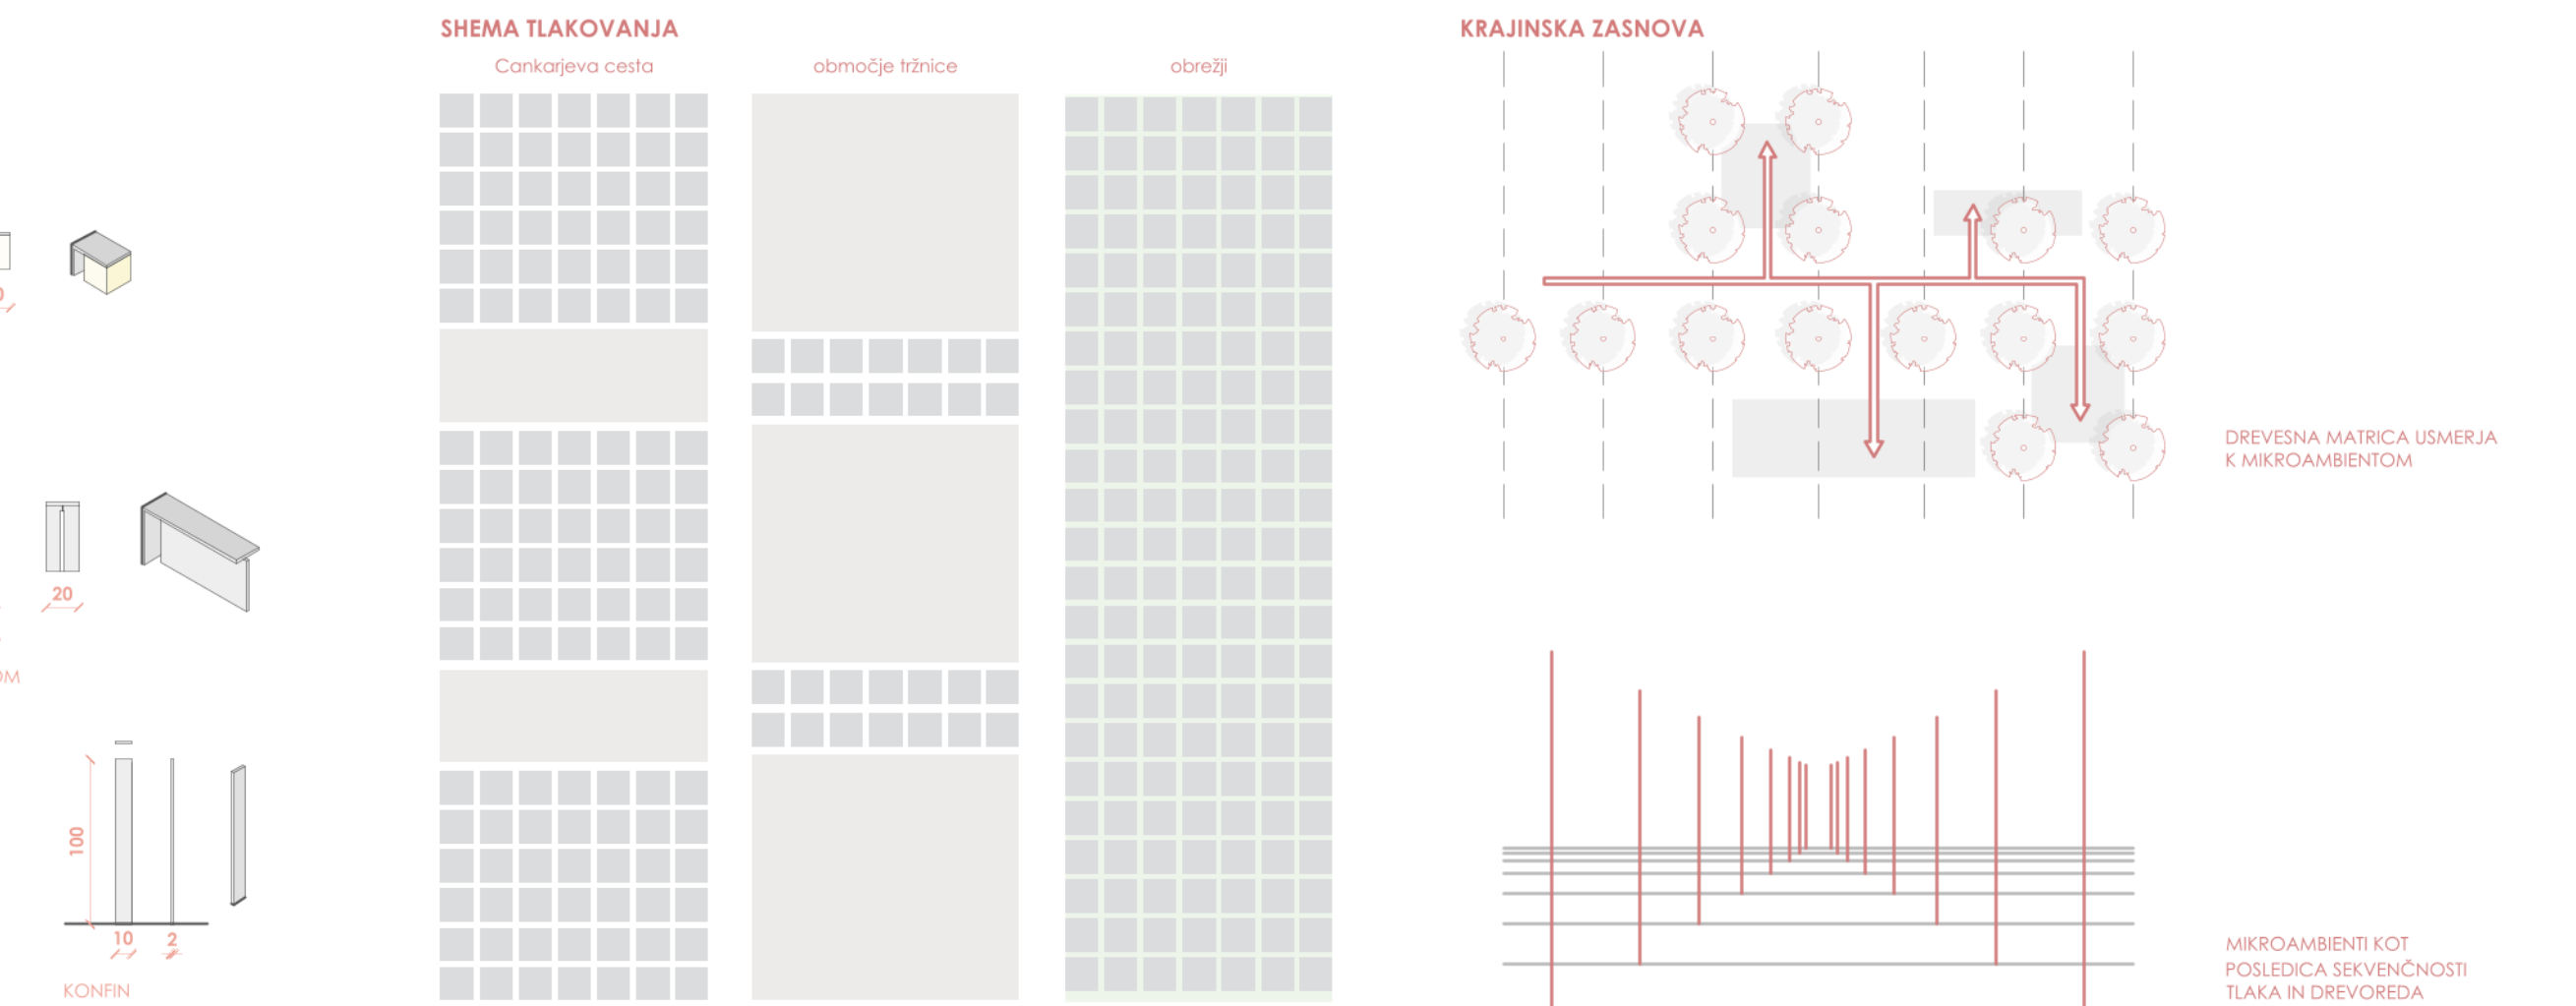 SHEMA TLAKOVANJA
Cankarjeva cesta
območje tržnice
obrežji
KRAJINSKA ZASNOVA
DREVESNA MATRICA USMERJA
K MIKROAMBIENTOM
20
100
10
2
KONFIN
MIKROAMBIENTI KOT
POSLEDICA SEKVENČNOSTI
TLAKA IN DREVOREDA